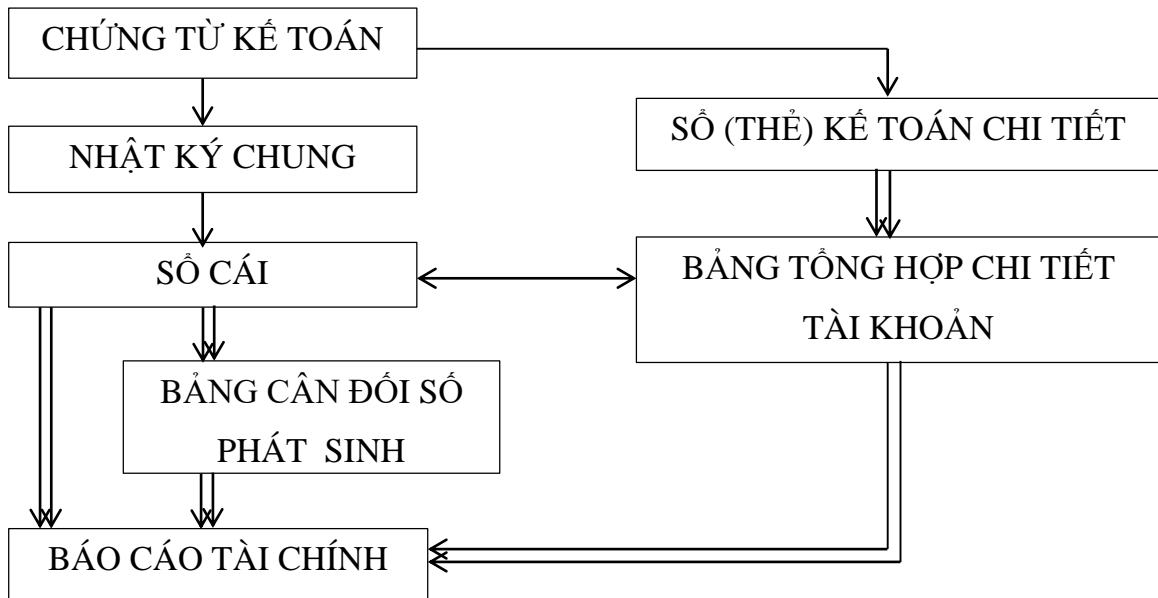 CHỨNG TỪ KẾ TOÁN
SỔ (THẺ) KẾ TOÁN CHI TIẾT
NHẬT KÝ CHUNG
SỔ CÁI
BẢNG TỔNG HỢP CHI TIẾT
TÀI KHOẢN
BẢNG CÂN ĐỐI SỐ
PHÁT SINH
BÁO CÁO TÀI CHÍNH